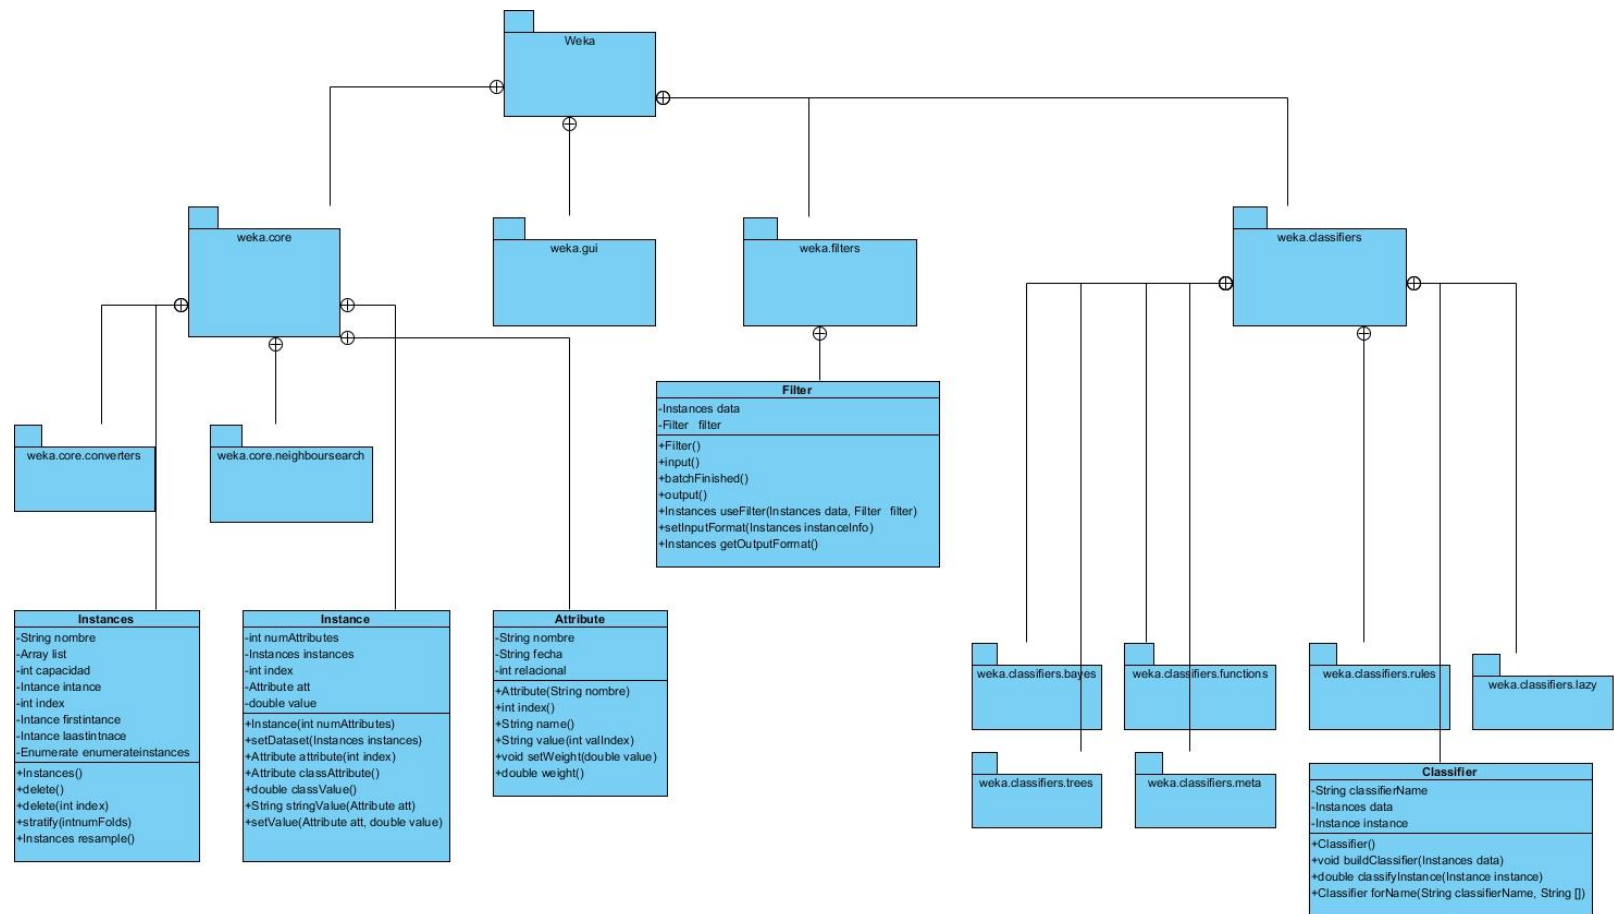 Weka
weka.core
weka.gui
weka.filters
weka.classifiers
weka.core.converters
weka.core.neighboursearch
Filter
-Instances data
-Filter filter
+Filter()
+input()
+batchFinished()
+output()
+Instances useFilter(Instances data, Filter filter)
+setInputFormat(Instances instanceInfo)
+Instances getOutputFormat()
Instances
-String nombre
-Array list
-int capacidad
-Intance intance
-int index
-Intance firstintance
-Intance laastintnace
-Enumerate enumerateinstances
+Instances()
+delete()
+delete(int index)
+stratify(intnumFolds)
+Instances resample()
Instance
-int numAttributes
-Instances instances
-int index
-Attribute att
-double value
+Instance(int numAttributes)
+setDataset(Instances instances)
+Attribute attribute(int index)
+Attribute classAttribute()
+double classValue()
+String stringValue(Attribute att)
+setValue(Attribute att, double value)
Attribute
-String nombre
-String fecha
-int relacional
+Attribute(String nombre)
+int index()
+String name()
+String value(int valIndex)
+void setWeight(double value)
+double weight()
weka.classifiers.bayes
weka.classifiers.functions
weka.classifiers.rules
weka.classifiers.lazy
weka.classifiers.trees
weka.classifiers.meta
Classifier
-String classifierName
-Instances data
-Instance instance
+Classifier()
+void buildClassifier(Instances data)
+double classifyInstance(Instance instance)
+Classifier forName(String classifierName, String [])